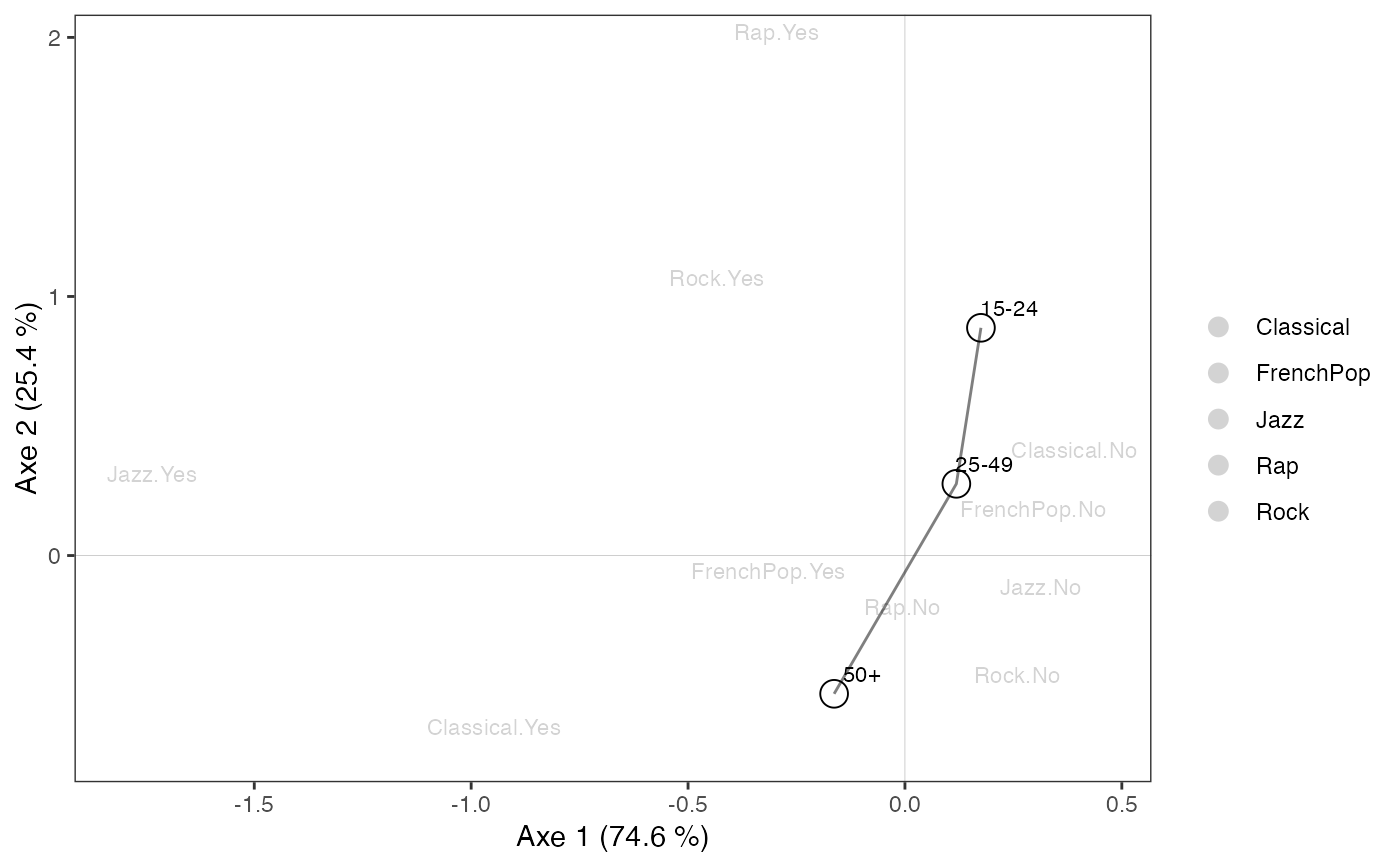 2
Rap.Yes
Rock.Yes
1
15-24
Classical.No
25-49
Jazz.Yes
FrenchPop.No
0
FrenchPop.Yes
Jazz.No
Rap.No
50+
Rock.No
Classical.Yes
Axe 2 (25.4 %)
-1.5
-1.0
-0.5
0.0
0.5
Axe 1 (74.6 %)
Classical
FrenchPop
Jazz
Rap
Rock